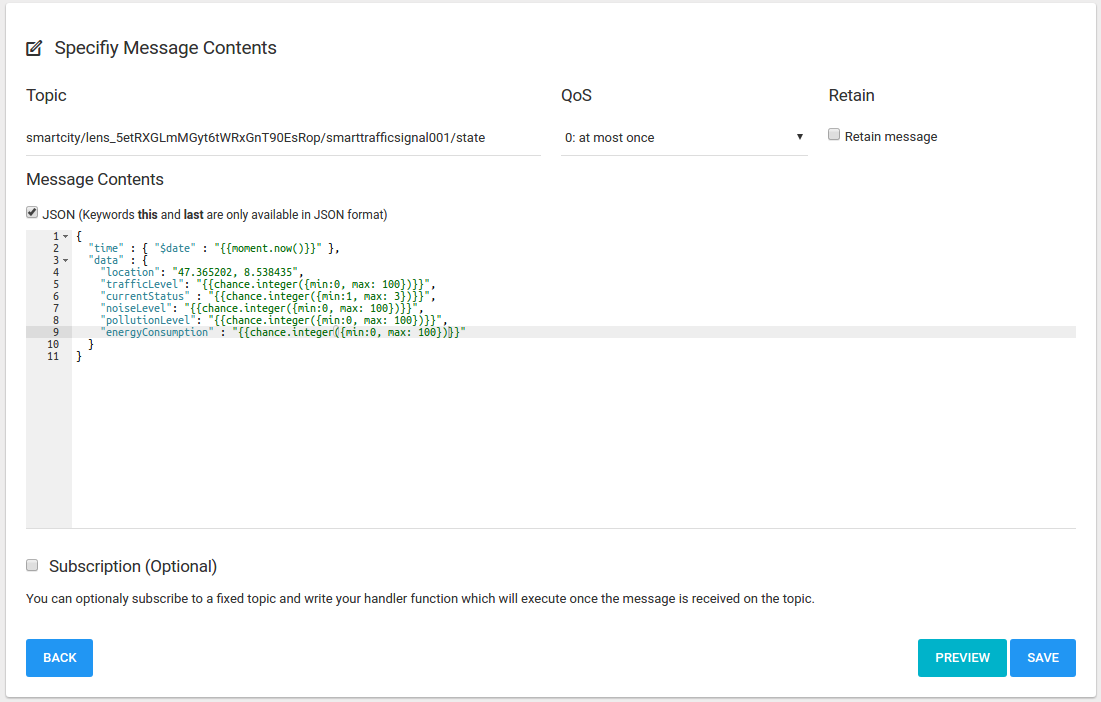 Specifiy Message Contents
Topic QoS Retain
smartcity/lens_5etRXGLmMGyt6tWRxGnT90EsRop/smarttrafficsignal001/state 0: at most once Retain message
Message Contents
JSON (Keywords this and last are only available in JSON format)
1 {
2 "time" : { "$date" : "{{moment.now()}}" },
3 "data" : {
4 "location": "47.365202, 8.538435",
5 "trafficLevel": "{{chance.integer({min:0, max: 100})}}",
6 "currentStatus" : "{{chance.integer({min:1, max: 3})}}",
7 "noiseLevel": "{{chance.integer({min:0, max: 100})}}",
8 "pollutionLevel": "{{chance.integer({min:0, max: 100})}}",
9 "energyConsumption" : "{{chance.integer({min:0, max: 100})}}"
10 }
11 }
Subscription (Optional)
You can optionaly subscribe to a fixed topic and write your handler function which will execute once the message is received on the topic.
BACK PREVIEW SAVE